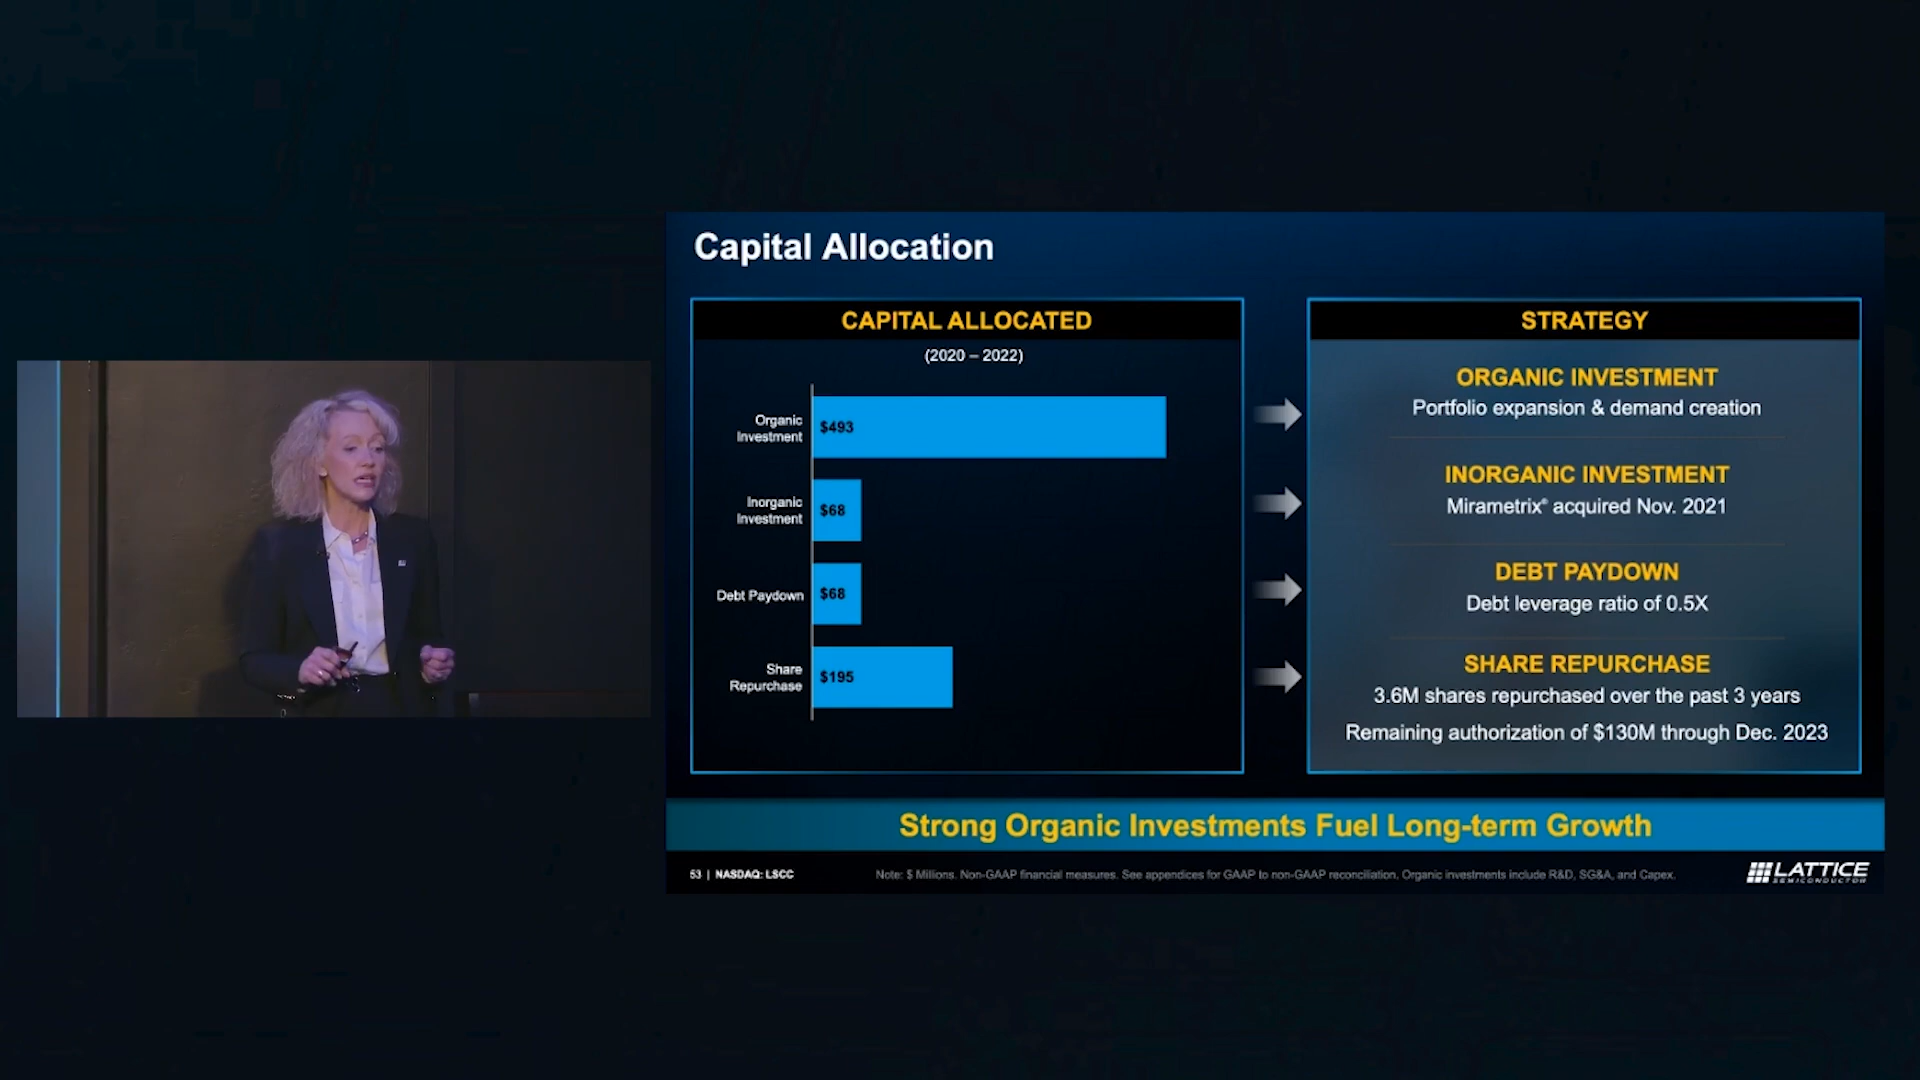 Capital Allocation
CAPITAL ALLOCATED
(2020 – 2022)
Organic
Investment
$493
Inorganic
Investment
$68
Debt Paydown
$68
Share
Repurchase
$195
STRATEGY
ORGANIC INVESTMENT
Portfolio expansion & demand creation
INORGANIC INVESTMENT
Mirametrix® acquired Nov. 2021
DEBT PAYDOWN
Debt leverage ratio of 0.5X
SHARE REPURCHASE
3.6M shares repurchased over the past 3 years
Remaining authorization of $130M through Dec. 2023
Strong Organic Investments Fuel Long-term Growth
53 | NASDAQ: LSCC
Note: $ Millions. Non-GAAP financial measures. See appendices for GAAP to non-GAAP reconciliation. Organic investments include R&D, SG&A, and Capex.
LATTICE
SEMICONDUCTOR